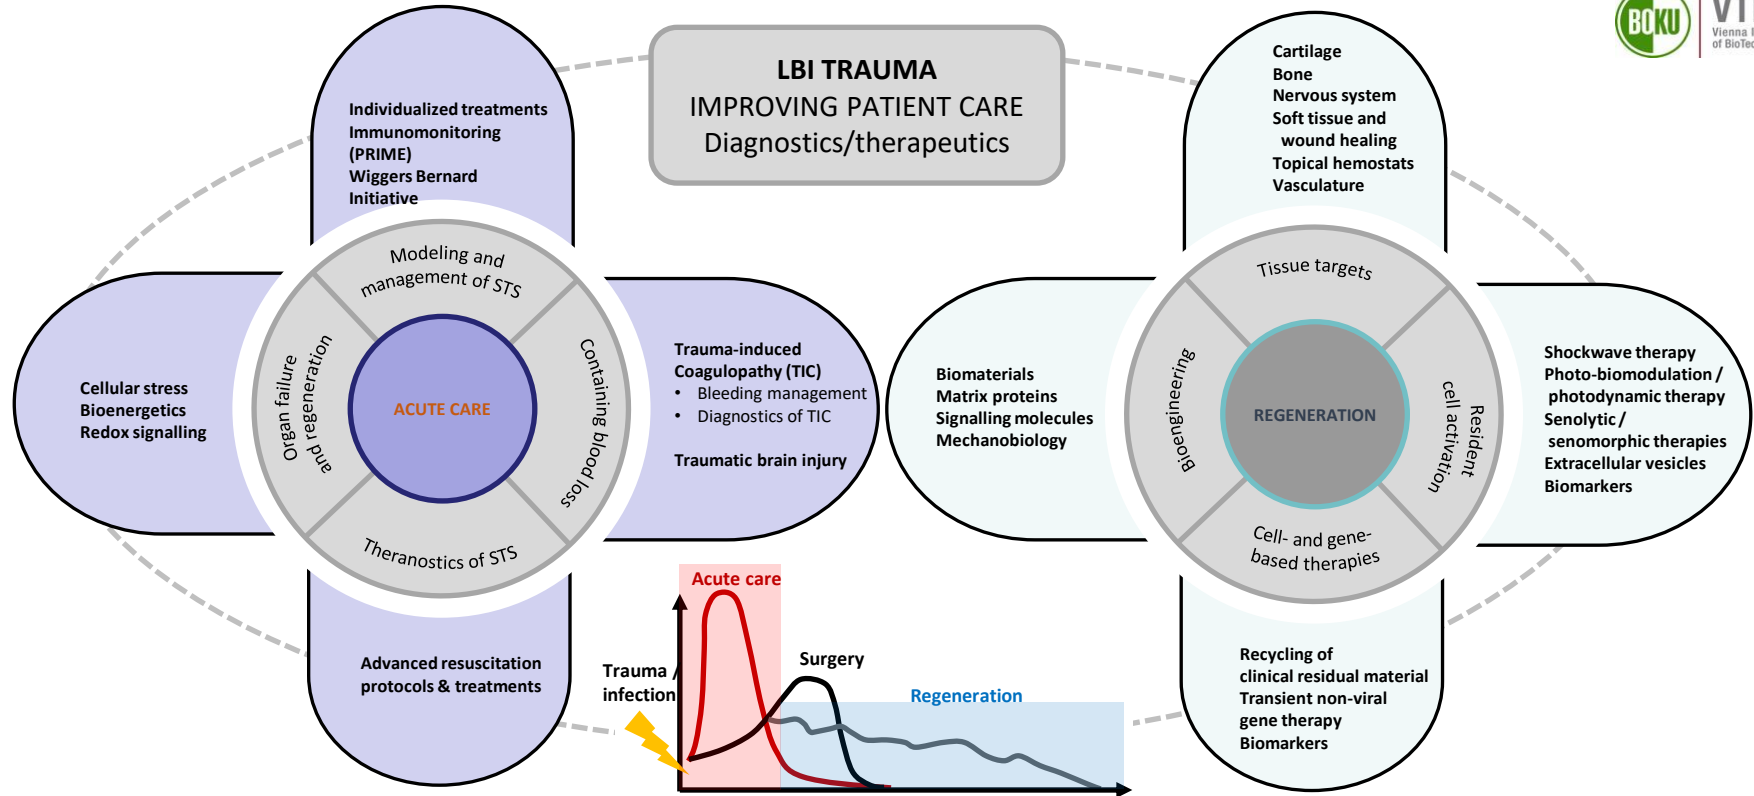 LBI TRAUMA
IMPROVING PATIENT CARE
Diagnostics/therapeutics
BOKU
Vienna
of
Individualized treatments
Immunomonitoring
(PRIME)
Wiggers Bernard
Initiative
Modeling and
management of STS
Cellular stress
Bioenergetics
Redox signalling
Organ failure
and regeneration
ACUTE CARE
Containing blood loss
Trauma-induced
Coagulopathy (TIC)
• Bleeding management
• Diagnostics of TIC
Traumatic brain injury
Theranostics of STS
Advanced resuscitation
protocols & treatments
Cartilage
Bone
Nervous system
Soft tissue and
wound healing
Topical hemostats
Vasculature
Tissue targets
Biomaterials
Matrix proteins
Signalling molecules
Mechanobiology
Bioengineering
REGENERATION
Resident
cell activation
Shockwave therapy
Photo-biomodulation /
photodynamic therapy
Senolytic /
senomorphic therapies
Extracellular vesicles
Biomarkers
Cell- and gene-
based therapies
Recycling of
clinical residual material
Transient non-viral
gene therapy
Biomarkers
Acute care
Trauma /
infection
Surgery
Regeneration